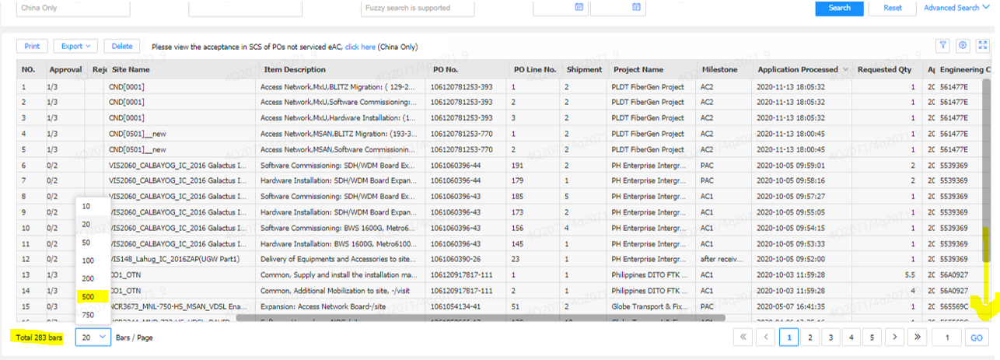 China Only Fuzzy search is supported Search Reset Advanced Search
Print Export Delete Please view the acceptance in SCS of POs not serviced eAC, click here (China Only)
NO. Approval Reje Site Name Item Description PO No. PO Line No. Shipment Project Name Milestone Application Processed Requested Qty Ap Engineering C
1 1/3 CND[0001] Access Network,MxU,BLITZ Migration: ( 129-2... 106120781253-393 1 2 PLDT FiberGen Project AC2 2020-11-13 18:05:32 1 20 561477E
2 1/3 CND[0001] Access Network,MxU,Software Commissioning:... 106120781253-393 2 2 PLDT FiberGen Project AC2 2020-11-13 18:05:32 1 20 561477E
3 1/3 CND[0001] Access Network,MxU,Hardware Installation: (1... 106120781253-393 3 2 PLDT FiberGen Project AC2 2020-11-13 18:05:32 1 20 561477E
4 1/3 CND[0501]__new Access Network,MSAN,BLITZ Migration: (193-3... 106120781253-770 1 2 PLDT FiberGen Project AC2 2020-11-13 18:00:45 1 20 561477E
5 1/3 CND[0501]__new Access Network,MSAN,Software Commissionin... 106120781253-770 2 2 PLDT FiberGen Project AC2 2020-11-13 18:00:45 1 20 561477E
6 0/2 VIS2060_CALBAYOG_IC_2016 Galactus I... Software Commissioning: SDH/WDM Board Ex... 1061060396-44 191 2 PH Enterprise Intergr... PAC 2020-10-05 09:59:01 2 20 5539369
7 0/2 VIS2060_CALBAYOG_IC_2016 Galactus I... Hardware Installation: SDH/WDM Board Expan... 1061060396-44 179 1 PH Enterprise Intergr... PAC 2020-10-05 09:58:16 2 20 5539369
8 0/2 VIS2060_CALBAYOG_IC_2016 Galactus I... Software Commissioning: SDH/WDM Board Ex... 1061060396-43 185 5 PH Enterprise Intergr... AC1 2020-10-05 09:57:27 1 20 5539369
9 0/2 VIS2060_CALBAYOG_IC_2016 Galactus I... Hardware Installation: SDH/WDM Board Expan... 1061060396-43 173 2 PH Enterprise Intergr... AC1 2020-10-05 09:55:05 1 20 5539369
10 0/2 VIS2060_CALBAYOG_IC_2016 Galactus I... Software Commissioning: BWS 1600G, Metro6... 1061060396-43 156 4 PH Enterprise Intergr... AC1 2020-10-05 09:54:15 1 20 5539369
11 0/2 VIS2060_CALBAYOG_IC_2016 Galactus I... Hardware Installation: BWS 1600G, Metro6100... 1061060396-43 145 1 PH Enterprise Intergr... AC1 2020-10-05 09:53:33 1 20 5539369
12 0/2 VIS148_Lahug_IC_2016ZAP(UGW Part1) Delivery of Equipments and Accessories to site... 1061060390-26 23 1 PH Enterprise Intergr... after receiv... 2020-10-05 09:52:00 1 20 5539369
13 1/3 CO1_OTN Common, Supply and install the installation ma... 106120917817-111 1 1 Philippines DITO FTK ... AC1 2020-10-03 11:59:28 5.5 20 56A0927
14 1/3 CO1_OTN Common, Additional Mobilization to site, -/visit 106120917817-111 2 1 Philippines DITO FTK ... AC1 2020-10-03 11:59:28 4 20 56A0927
15 0/3 NCR3673_MNL-750-HS_MSAN_VDSL Ena... Expansion: Access Network Board-/site 1061054134-41 51 2 Globe Transport & Fix... PAC 2020-05-07 16:41:35 1 20 565569C
10
20
50
100
200
500
750
Total 283 bars 20 Bars / Page 1 2 3 4 5 1 GO